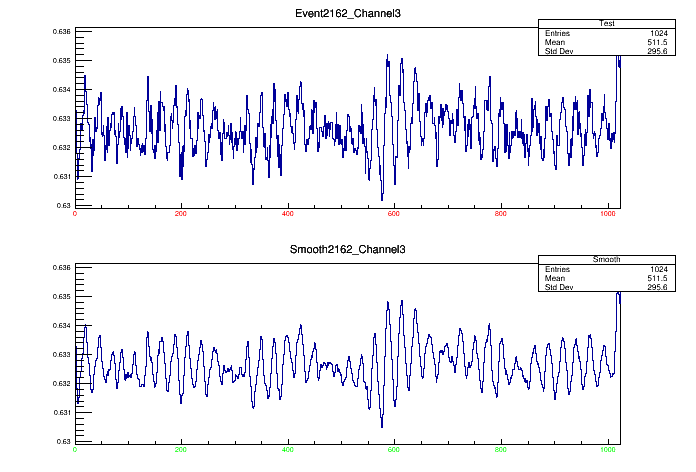 Event2162_Channel3
Test
Entries 1024
Mean 511.5
Std Dev 295.6
0.636
0.635
0.634
0.633
0.632
0.631
0.63
0 200 400 600 800 1000
Smooth2162_Channel3
Smooth
Entries 1024
Mean 511.5
Std Dev 295.6
0.636
0.635
0.634
0.633
0.632
0.631
0.63
0 200 400 600 800 1000